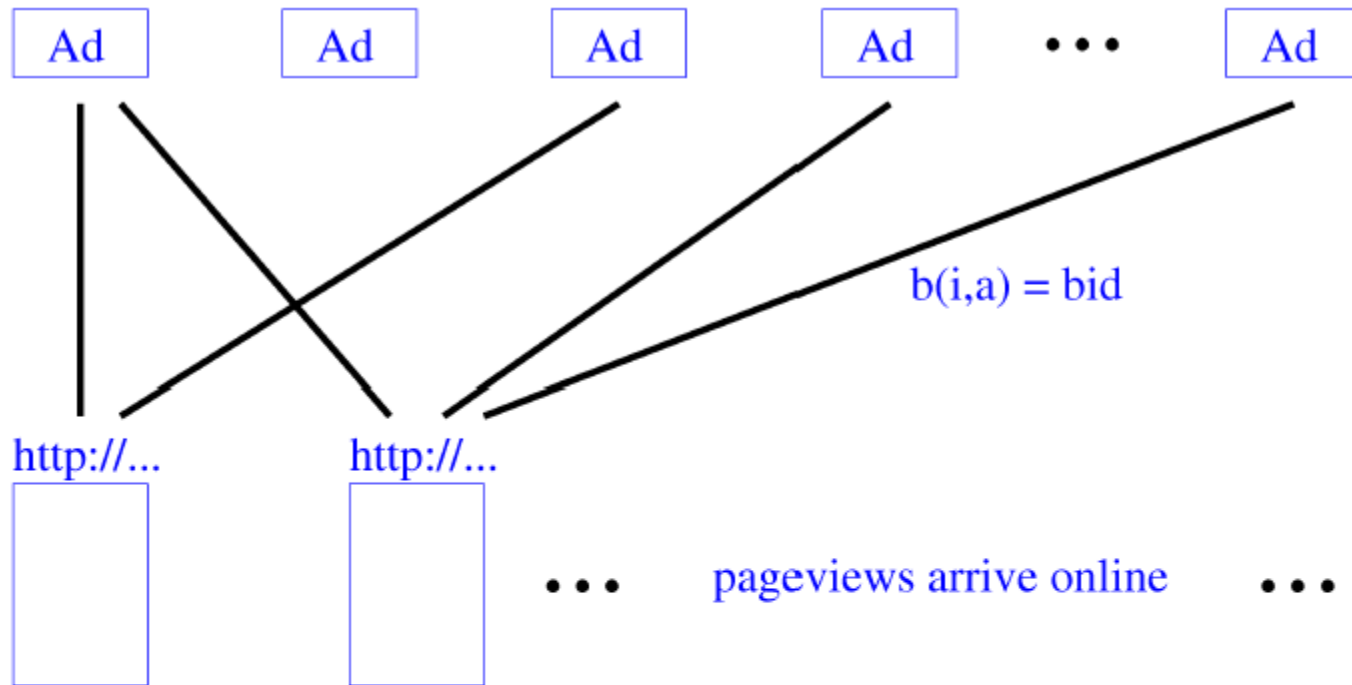 Ad Ad Ad Ad ... Ad
b(i,a) = bid
http://... http://...
... pageviews arrive online ...